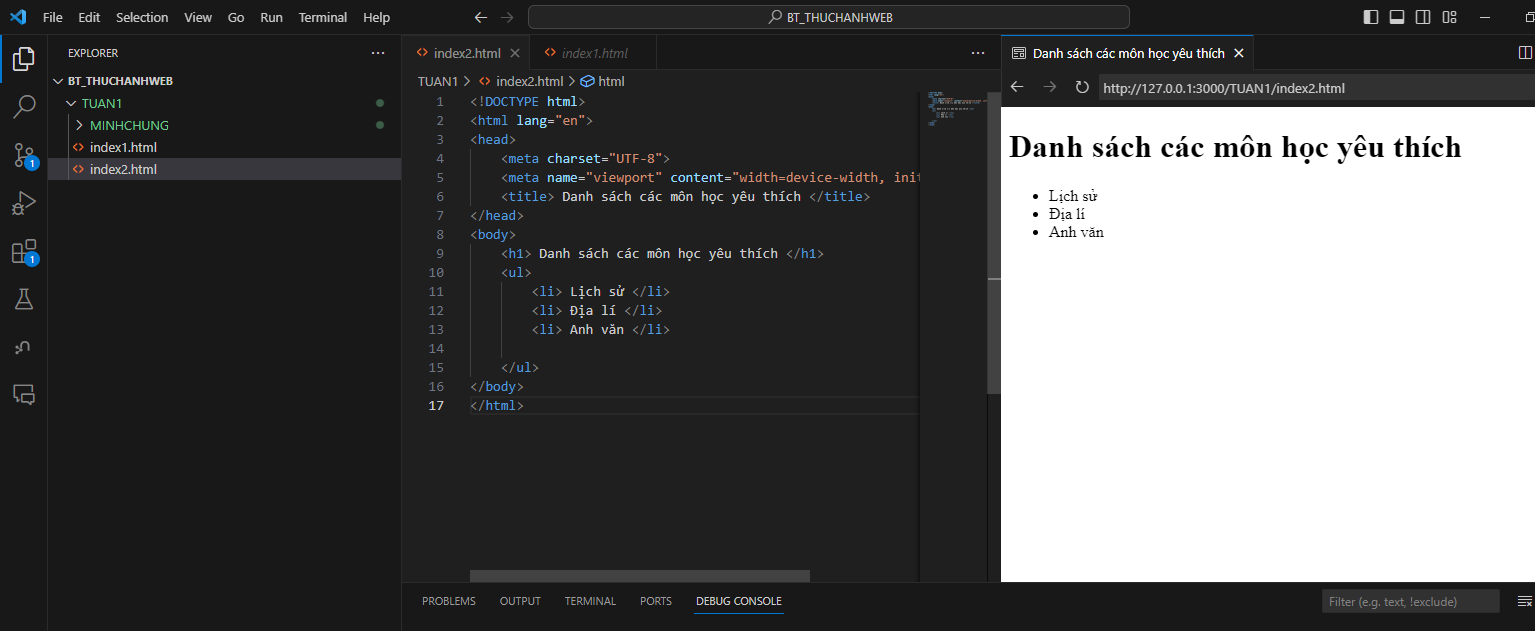 File Edit Selection View Go Run Terminal Help
BT_THUCHANHWEB
EXPLORER
BT_THUCHANHWEB
TUAN1
MINHCHUNG
index1.html
index2.html
1
1
index2.html
index1.html
TUAN1 > index2.html > html
1 <!DOCTYPE html>
2 <html lang="en">
3 <head>
4 <meta charset="UTF-8">
5 <meta name="viewport" content="width=device-width, init
6 <title> Danh sách các môn học yêu thích </title>
7 </head>
8 <body>
9 <h1> Danh sách các môn học yêu thích </h1>
10 <ul>
11 <li> Lịch sử </li>
12 <li> Địa lí </li>
13 <li> Anh văn </li>
14
15 </ul>
16 </body>
17 </html>
Danh sách các môn học yêu thích
http://127.0.0.1:3000/TUAN1/index2.html
Danh sách các môn học yêu thích
Lịch sử
Địa lí
Anh văn
PROBLEMS OUTPUT TERMINAL PORTS DEBUG CONSOLE
Filter (e.g. text, !exclude)